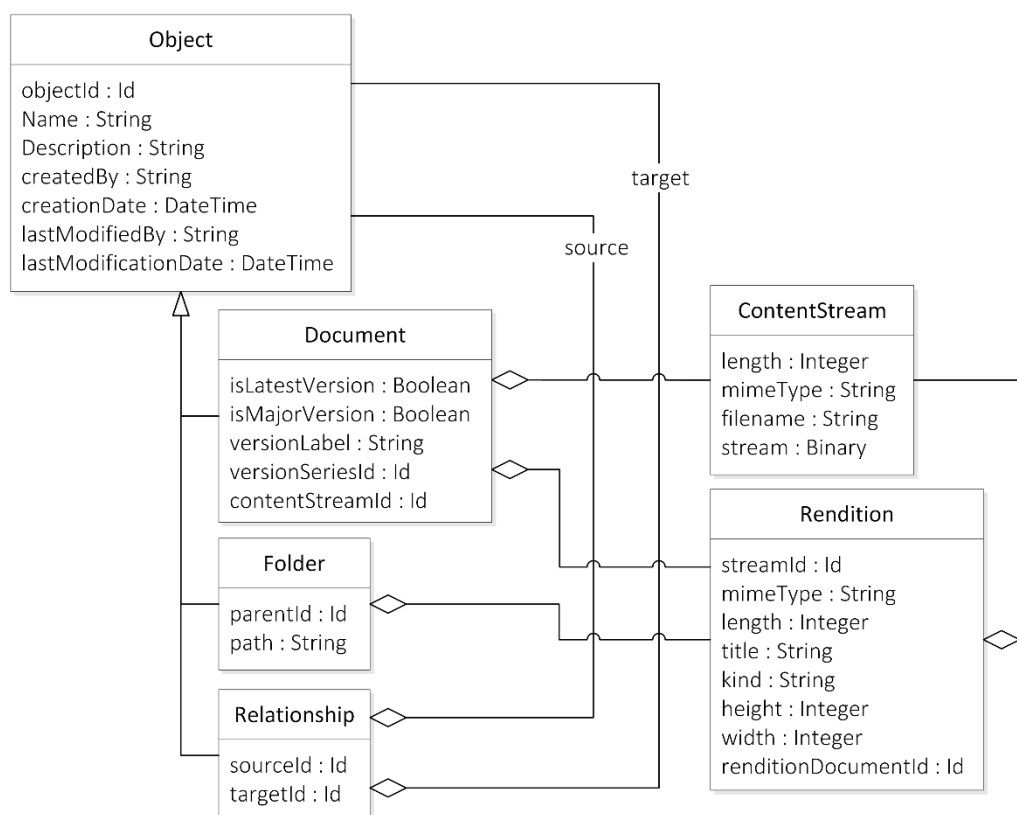 Object
objectId : Id
Name : String
Description : String
createdBy : String
creationDate : DateTime
lastModifiedBy : String
lastModificationDate : DateTime
target
source
Document
isLatestVersion : Boolean
isMajorVersion : Boolean
versionLabel : String
versionSeriesId : Id
contentStreamId : Id
ContentStream
length : Integer
mimeType : String
filename : String
stream : Binary
Folder
parentId : Id
path : String
Rendition
streamId : Id
mimeType : String
length : Integer
title : String
kind : String
height : Integer
width : Integer
renditionDocumentId : Id
Relationship
sourceId : Id
targetId : Id